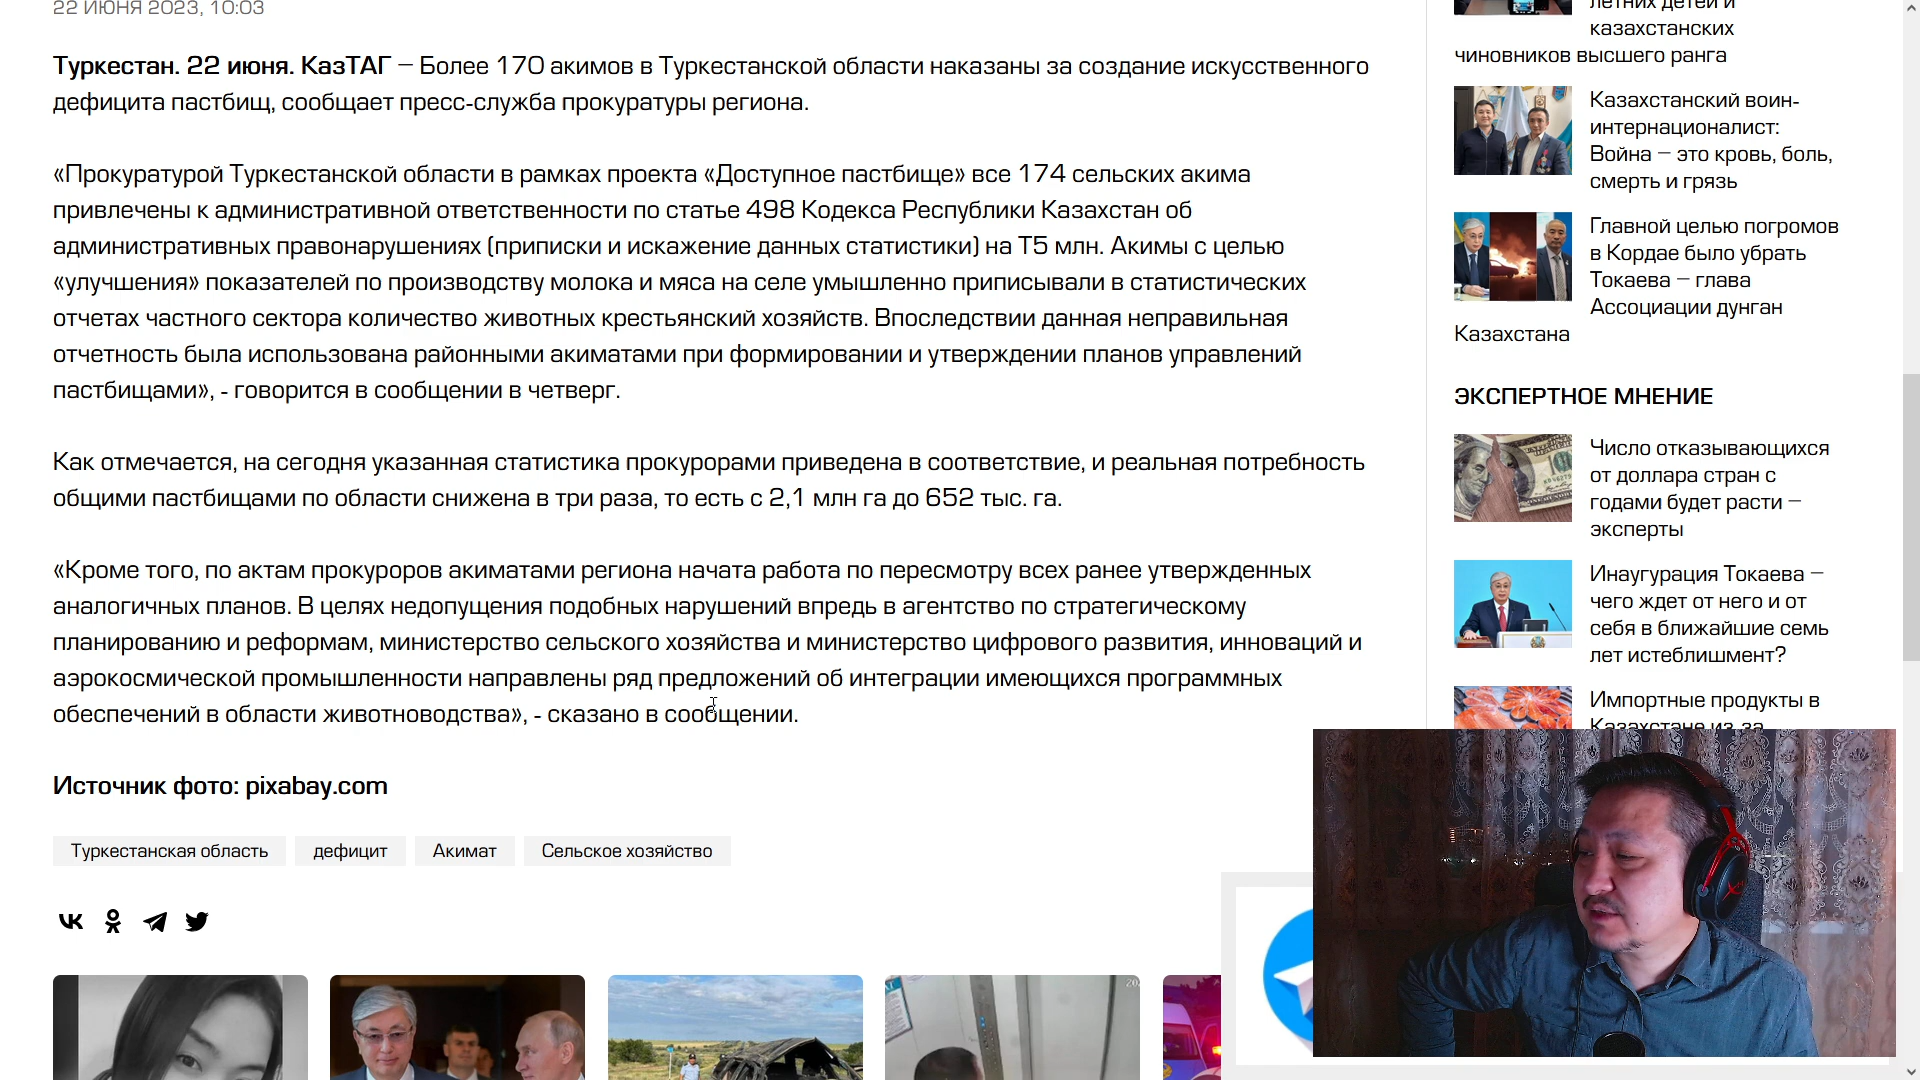 22 ИЮНЯ 2023, 10:03
Туркестан. 22 июня. КазТАГ – Более 170 акимов в Туркестанской области наказаны за создание искусственного
дефицита пастбищ, сообщает пресс-служба прокуратуры региона.
«Прокуратурой Туркестанской области в рамках проекта «Доступное пастбище» все 174 сельских акима
привлечены к административной ответственности по статье 498 Кодекса Республики Казахстан об
административных правонарушениях (приписки и искажение данных статистики) на Т5 млн. Акимы с целью
«улучшения» показателей по производству молока и мяса на селе умышленно приписывали в статистических
отчетах частного сектора количество животных крестьянский хозяйств. Впоследствии данная неправильная
отчетность была использована районными акиматами при формировании и утверждении планов управлений
пастбищами», - говорится в сообщении в четверг.
Как отмечается, на сегодня указанная статистика прокурорами приведена в соответствие, и реальная потребность
общими пастбищами по области снижена в три раза, то есть с 2,1 млн га до 652 тыс. га.
«Кроме того, по актам прокуроров акиматами региона начата работа по пересмотру всех ранее утвержденных
аналогичных планов. В целях недопущения подобных нарушений впредь в агентство по стратегическому
планированию и реформам, министерство сельского хозяйства и министерство цифрового развития, инноваций и
аэрокосмической промышленности направлены ряд предложений об интеграции имеющихся программных
обеспечений в области животноводства», - сказано в сообщении.
Источник фото: pixabay.com
Туркестанская область
дефицит
Акимат
Сельское хозяйство
летних детей и
казахстанских
чиновников высшего ранга
Казахстанский воин-
интернационалист:
Война – это кровь, боль,
смерть и грязь
Главной целью погромов
в Кордае было убрать
Токаева – глава
Ассоциации дунган
Казахстана
ЭКСПЕРТНОЕ МНЕНИЕ
Число отказывающихся
от доллара стран с
годами будет расти –
эксперты
Инаугурация Токаева –
чего ждет от него и от
себя в ближайшие семь
лет истеблишмент?
Импортные продукты в
Казахстане из-за